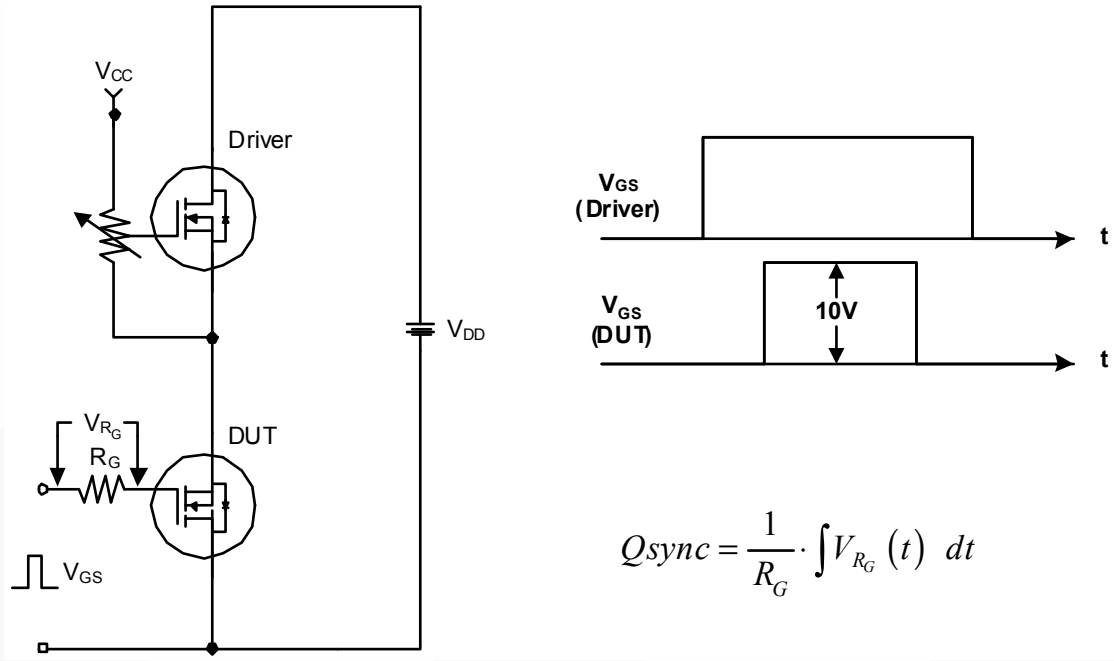 VCC
Driver
VDD
VRG
RG
DUT
VGS
VGS
(Driver)
t
VGS
(DUT)
10V
t
Qsync = 1/RG · ∫VRG (t) dt